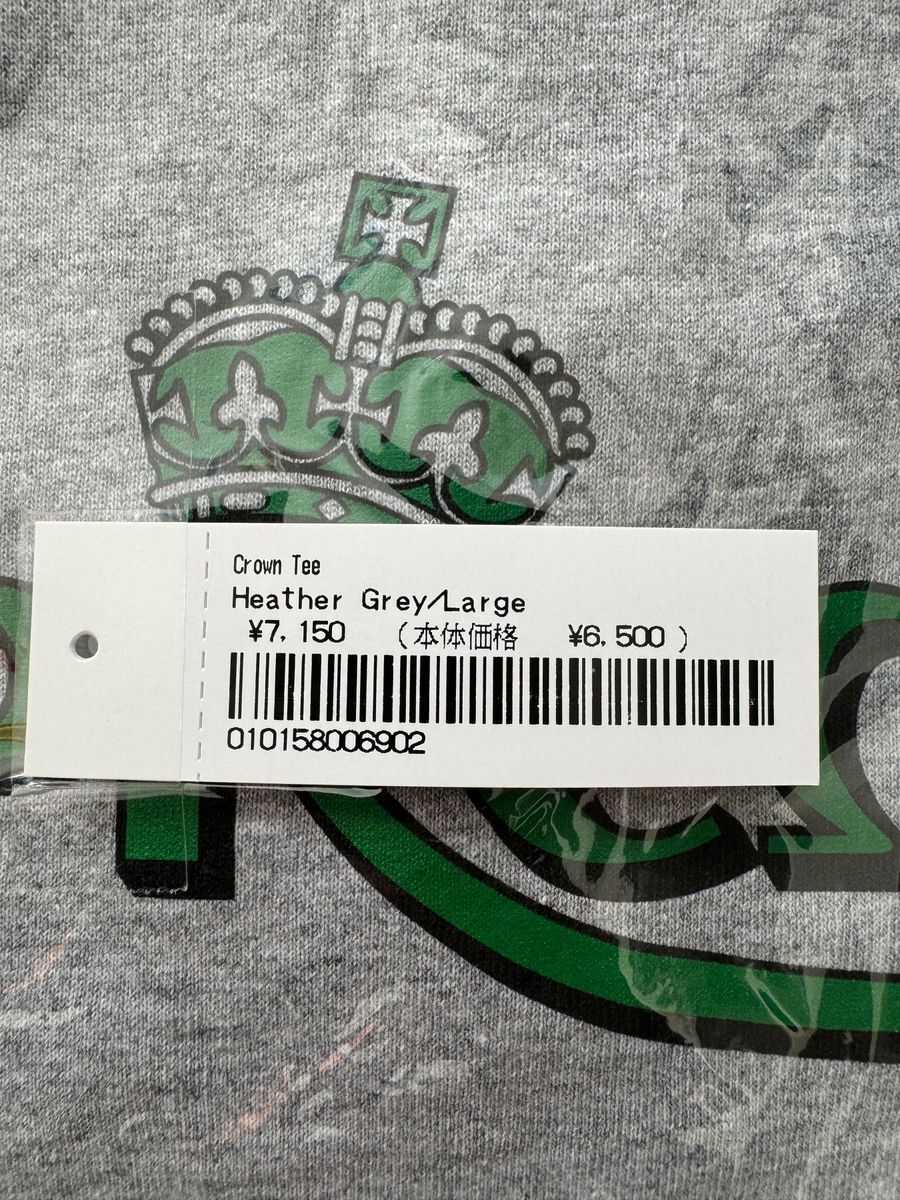 Crown Tee
Heather Grey/Large
¥7,150 (本体価格 ¥6,500 )
010158006902